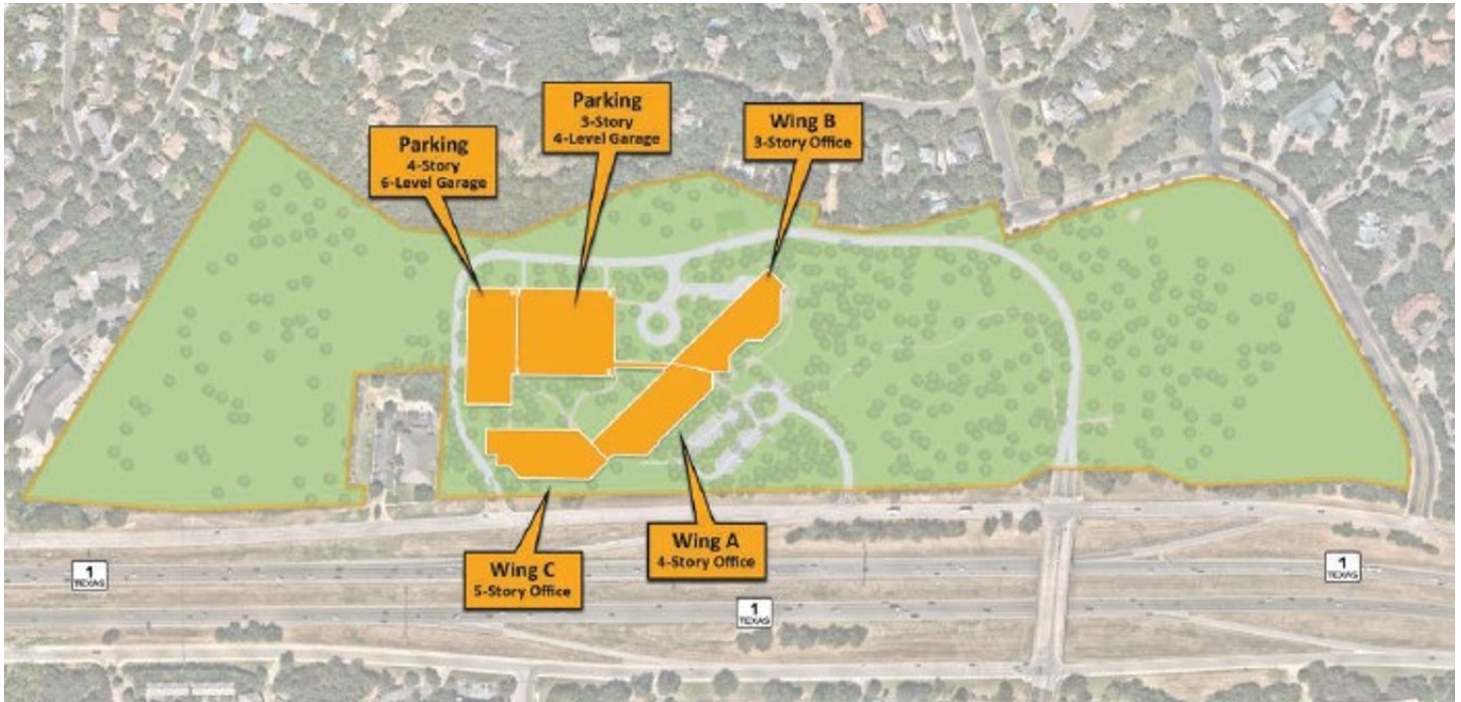 Parking
3-Story
4-Level Garage
Wing B
3-Story Office
Parking
4-Story
6-Level Garage
Wing A
4-Story Office
Wing C
5-Story Office
1
TEXAS
1
TEXAS
1
TEXAS